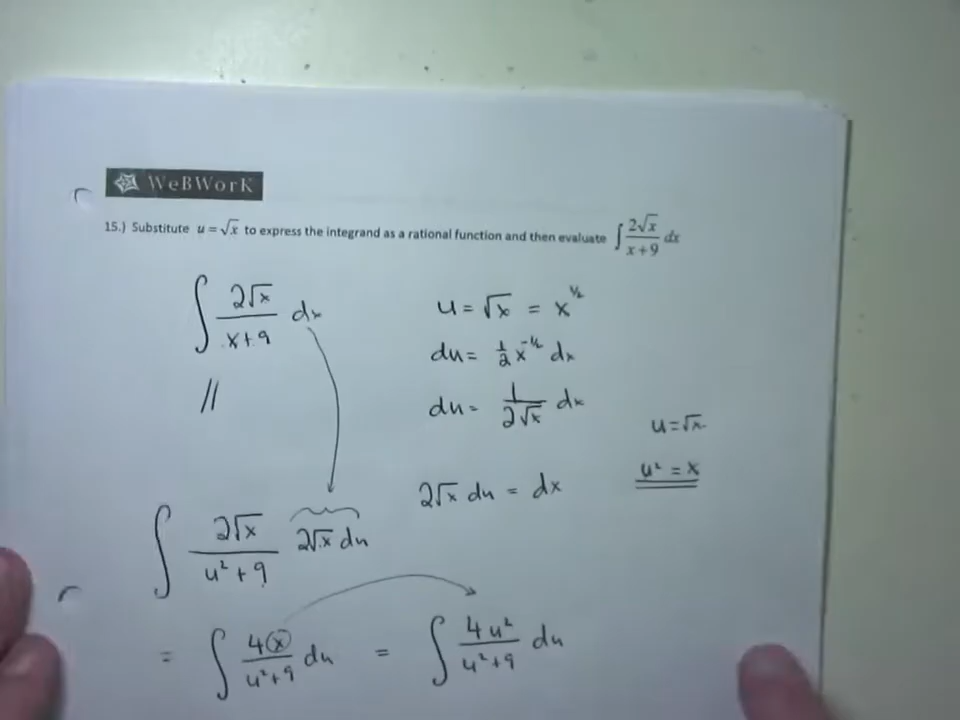 WeBWorK
15.) Substitute u = √x to express the integrand as a rational function and then evaluate ∫ 2√x / x+9 dx
∫ 2√x / x+9 dx
u = √x = x^½
du = ½ x^-½ dx
//
du = 1 / 2√x dx
u = √x
u² = x
2√x du = dx
∫ 2√x / u²+9 2√x du
= ∫ 4(x) / u²+9 du = ∫ 4u² / u²+9 du